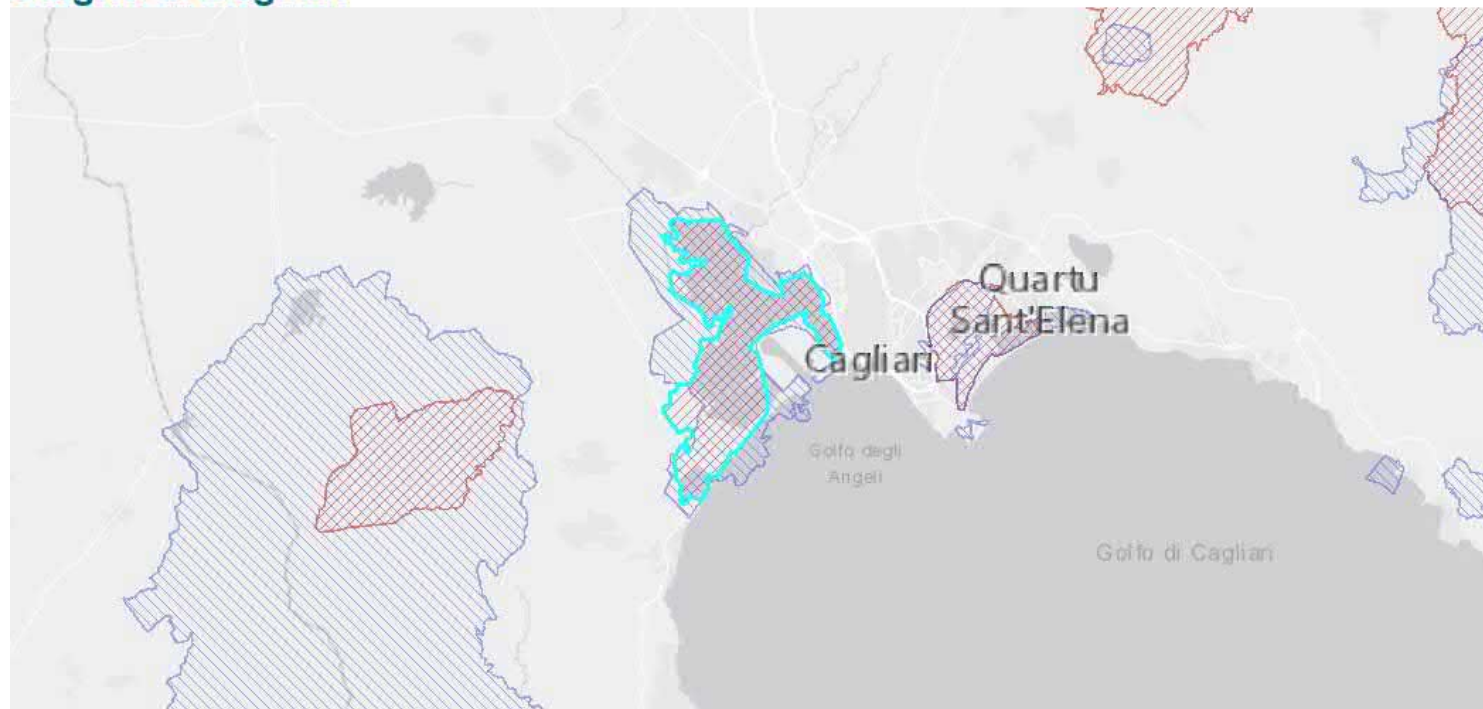 Quartu
Sant'Elena
Cagliari
Golfo degli
Angeli
Golfo di Cagliari